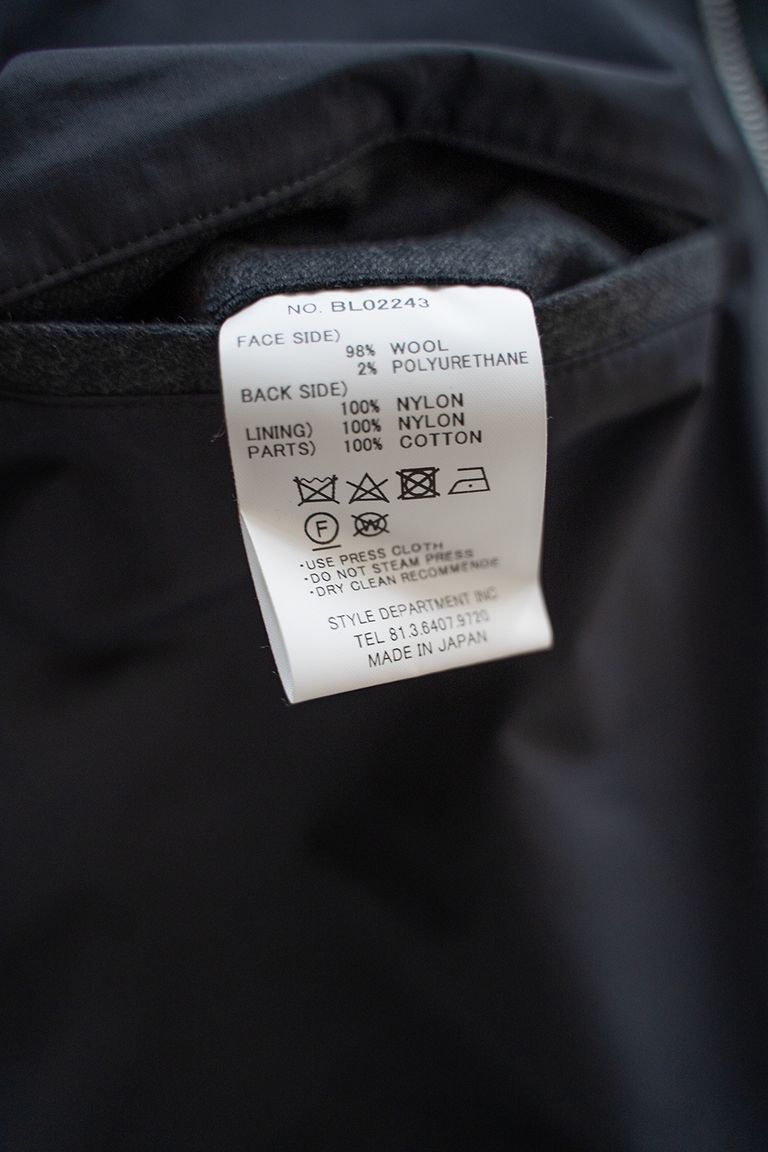 NO. BL02243
FACE SIDE)
98% WOOL
2% POLYURETHANE
BACK SIDE)
100% NYLON
LINING) 100% NYLON
PARTS) 100% COTTON
F W
·USE PRESS CLOTH
·DO NOT STEAM PRESS
·DRY CLEAN RECOMMENDE
STYLE DEPARTMENT INC
TEL 81.3.6407.9720
MADE IN JAPAN